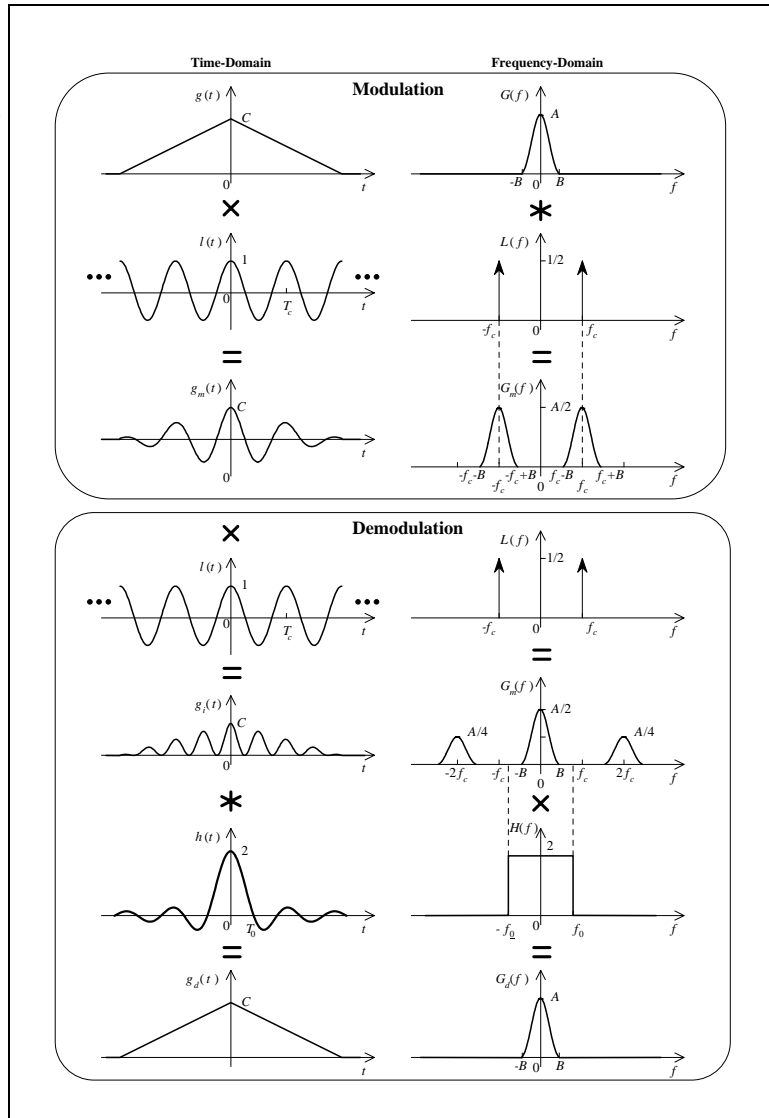 Time-Domain Frequency-Domain
Modulation
g(t) G(f)
C A
0 t -B 0 B f
× *
l(t) L(f)
1 1/2
••• •••
0 T_c t -f_c 0 f_c f
= =
g_m(t) G_m(f)
C A/2
0 t -f_c-B -f_c -f_c+B 0 f_c-B f_c f_c+B f
Demodulation
×
l(t) L(f)
1 1/2
••• •••
0 T_c t -f_c 0 f_c f
= =
g_i(t) G_m(f)
C A/4 A/2 A/4
0 t -2f_c -f_c -B 0 B f_c 2f_c f
* ×
h(t) H(f)
2 2
0 T_0 t -f_0 0 f_0 f
= =
g_d(t) G_d(f)
C A
0 t -B 0 B f